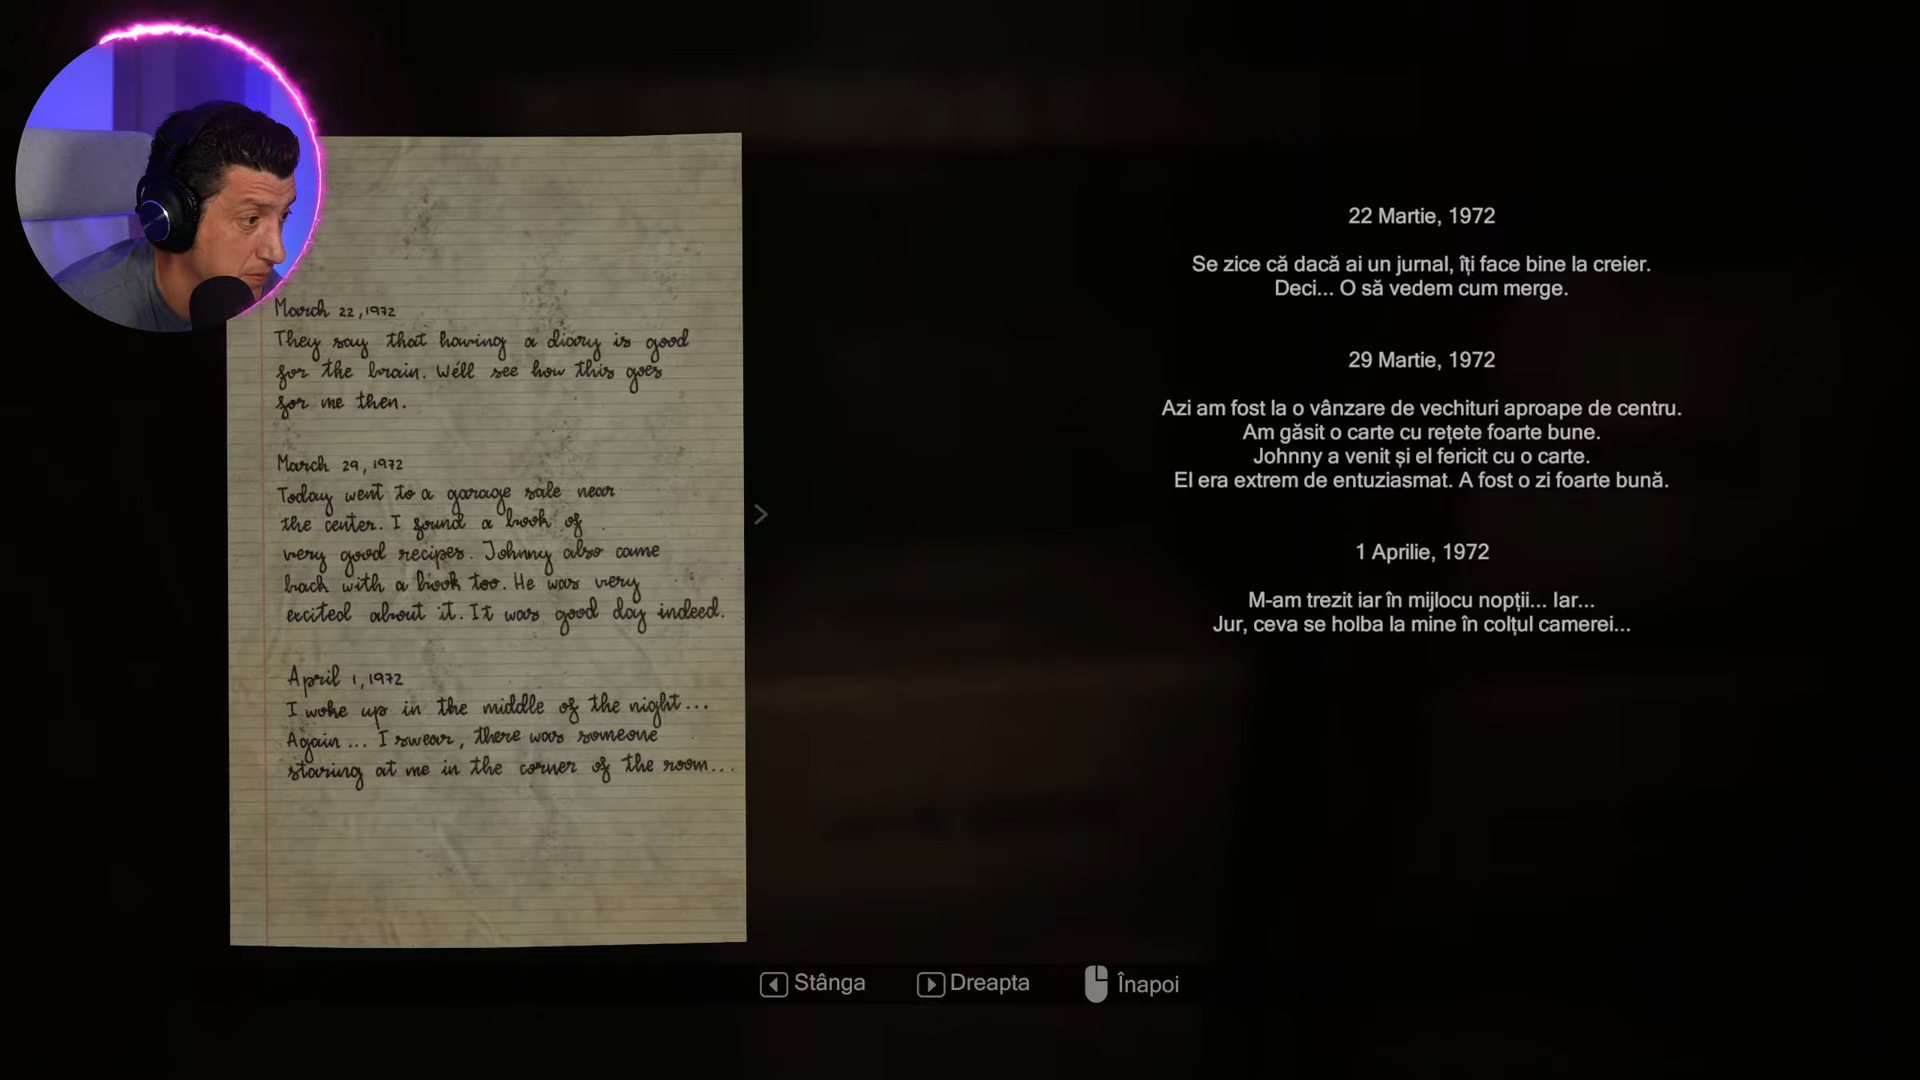 March 22, 1972
They say that having a diary is good
for the brain. We'll see how this goes
for me then.
March 29, 1972
Today went to a garage sale near
the center. I found a book of
very good recipes. Johnny also came
back with a book too. He was very
excited about it. It was good day indeed.
April 1, 1972
I woke up in the middle of the night...
Again... I swear, there was someone
staring at me in the corner of the room...
22 Martie, 1972
Se zice că dacă ai un jurnal, îți face bine la creier.
Deci... O să vedem cum merge.
29 Martie, 1972
Azi am fost la o vânzare de vechituri aproape de centru.
Am găsit o carte cu rețete foarte bune.
Johnny a venit și el fericit cu o carte.
El era extrem de entuziasmat. A fost o zi foarte bună.
1 Aprilie, 1972
M-am trezit iar în mijlocu nopții... Iar...
Jur, ceva se holba la mine în colțul camerei...
Stânga Dreapta Înapoi